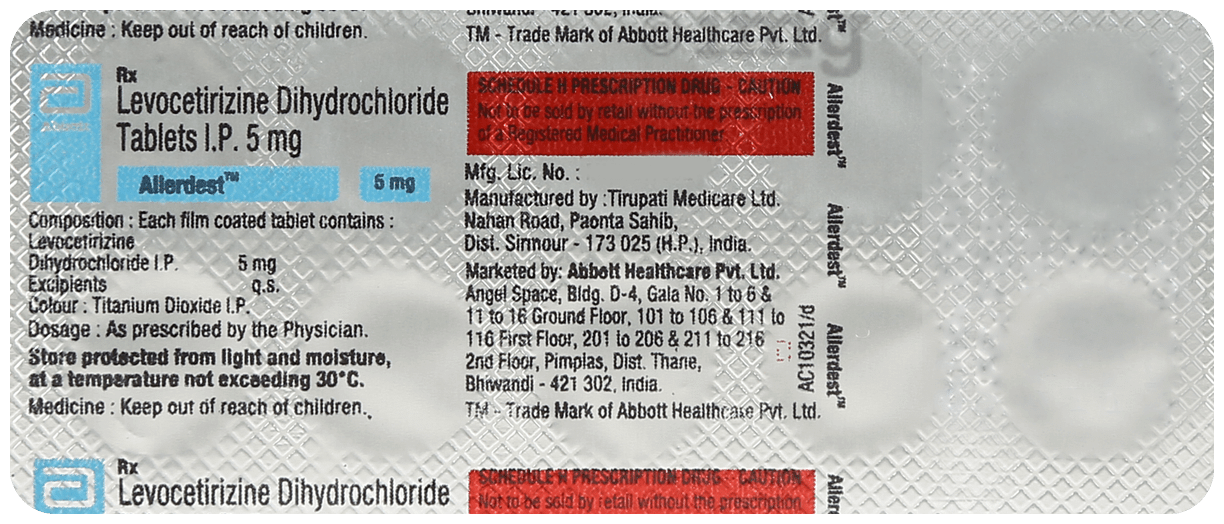 Medicine : Keep out of reach of children.
Rx
Levocetirizine Dihydrochloride
Tablets I.P. 5 mg
Allerdest™ 5 mg
Composition : Each film coated tablet contains :
Levocetirizine
Dihydrochloride I.P. 5 mg
Excipients q.s.
Colour : Titanium Dioxide I.P.
Dosage : As prescribed by the Physician.
Store protected from light and moisture,
at a temperature not exceeding 30°C.
Medicine : Keep out of reach of children.
Rx
Levocetirizine Dihydrochloride
Bhiwandi - 421 302, India.
TM - Trade Mark of Abbott Healthcare Pvt. Ltd.
SCHEDULE H PRESCRIPTION DRUG - CAUTION
Not to be sold by retail without the prescription
of a Registered Medical Practitioner
Mfg. Lic. No. :
Manufactured by :Tirupati Medicare Ltd.
Nahan Road, Paonta Sahib,
Dist. Sirmour - 173 025 (H.P.), India.
Marketed by: Abbott Healthcare Pvt. Ltd.
Angel Space, Bldg. D-4, Gala No. 1 to 6 &
11 to 16 Ground Floor, 101 to 106 & 111 to
116 First Floor, 201 to 206 & 211 to 216
2nd Floor, Pimplas, Dist. Thane,
Bhiwandi - 421 302, India.
TM - Trade Mark of Abbott Healthcare Pvt. Ltd.
SCHEDULE H PRESCRIPTION DRUG - CAUTION
Not to be sold by retail without the prescription
Allerdest™
Allerdest™
Allerdest™